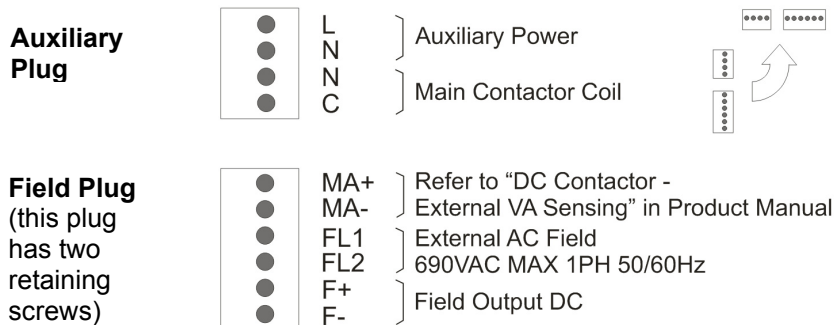 Auxiliary
Plug
L
N
Auxiliary Power
N
C
Main Contactor Coil
Field Plug
(this plug
has two
retaining
screws)
MA+
MA-
Refer to “DC Contactor -
External VA Sensing” in Product Manual
FL1
FL2
External AC Field
690VAC MAX 1PH 50/60Hz
F+
F-
Field Output DC